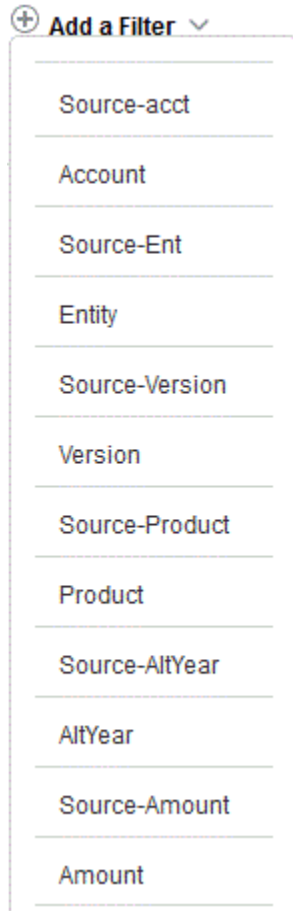 Add a Filter
Source-acct
Account
Source-Ent
Entity
Source-Version
Version
Source-Product
Product
Source-AltYear
AltYear
Source-Amount
Amount